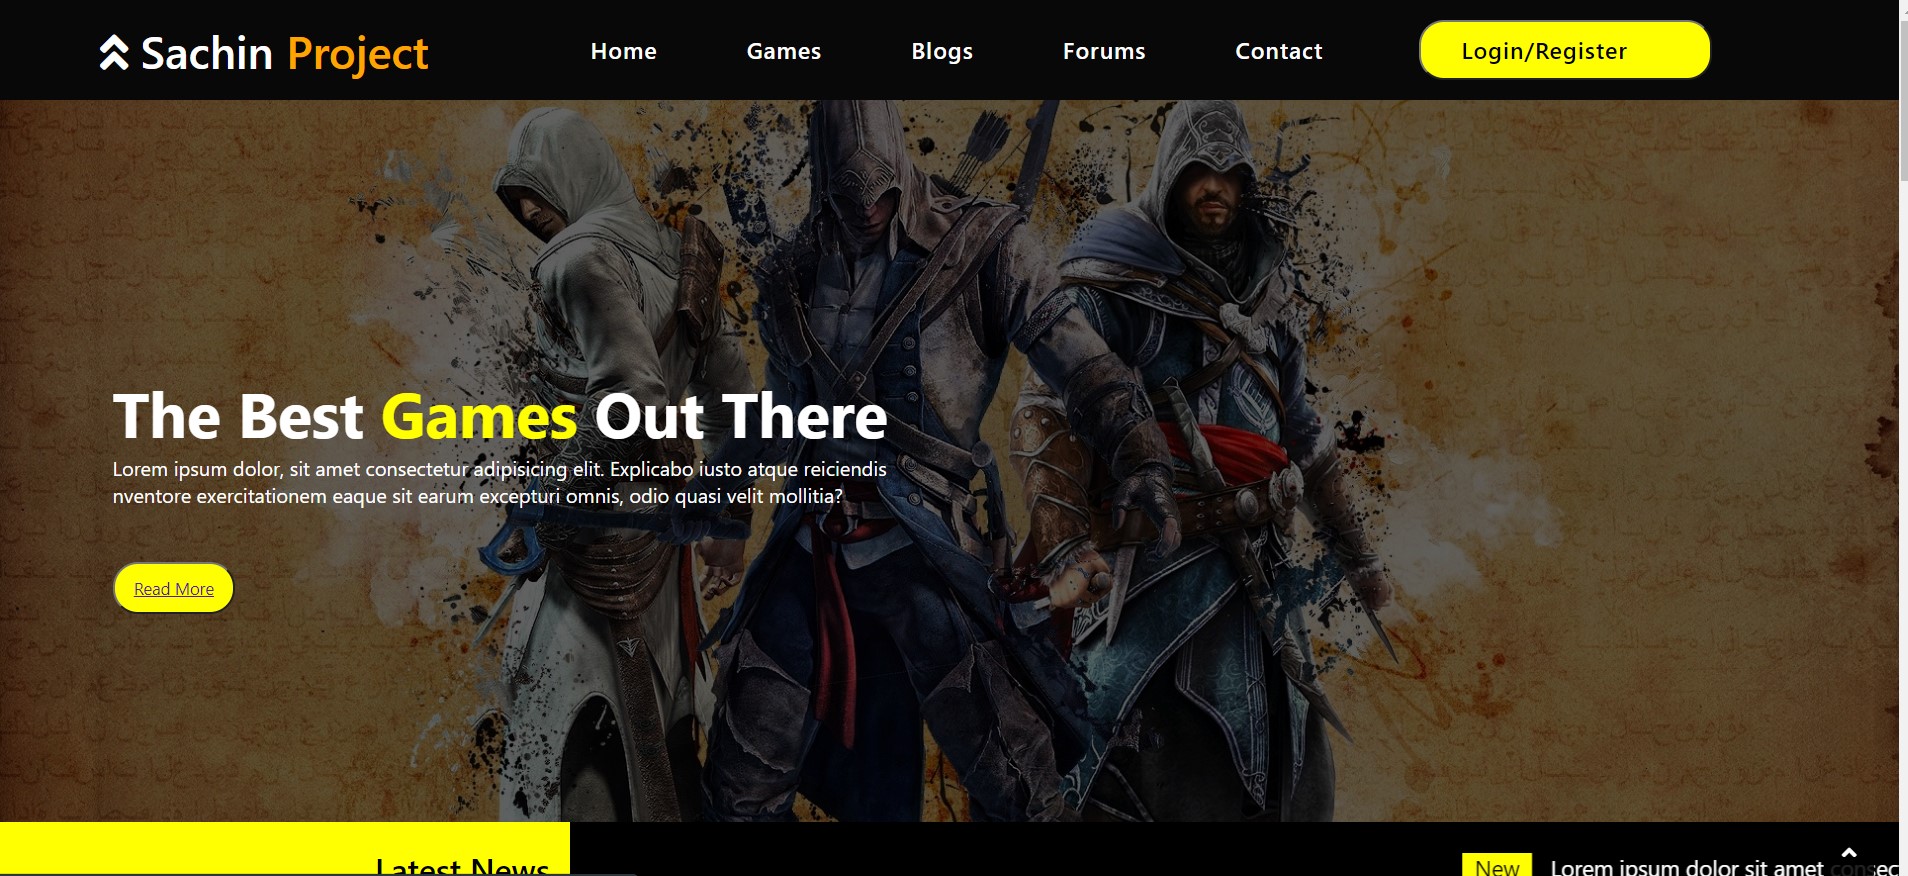 Sachin Project
Home Games Blogs Forums Contact Login/Register
The Best Games Out There
Lorem ipsum dolor, sit amet consectetur adipisicing elit. Explicabo iusto atque reiciendis
nventore exercitationem eaque sit earum excepturi omnis, odio quasi velit mollitia?
Read More
Latest News
New Lorem ipsum dolor sit amet consec